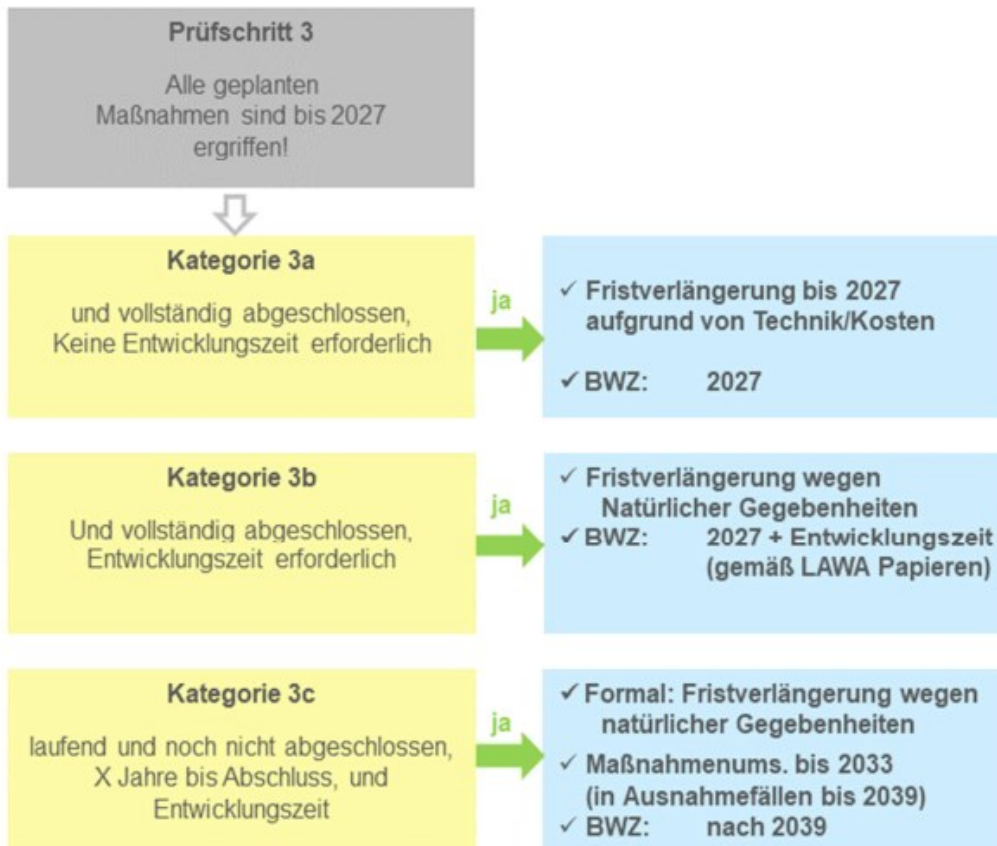 Prüfschritt 3
Alle geplanten
Maßnahmen sind bis 2027
ergriffen!
Kategorie 3a
und vollständig abgeschlossen,
Keine Entwicklungszeit erforderlich
ja
✓ Fristverlängerung bis 2027
aufgrund von Technik/Kosten
✓ BWZ: 2027
Kategorie 3b
Und vollständig abgeschlossen,
Entwicklungszeit erforderlich
ja
✓ Fristverlängerung wegen
Natürlicher Gegebenheiten
✓ BWZ: 2027 + Entwicklungszeit
(gemäß LAWA Papieren)
Kategorie 3c
laufend und noch nicht abgeschlossen,
X Jahre bis Abschluss, und
Entwicklungszeit
ja
✓ Formal: Fristverlängerung wegen
natürlicher Gegebenheiten
✓ Maßnahmenums. bis 2033
(in Ausnahmefällen bis 2039)
✓ BWZ: nach 2039